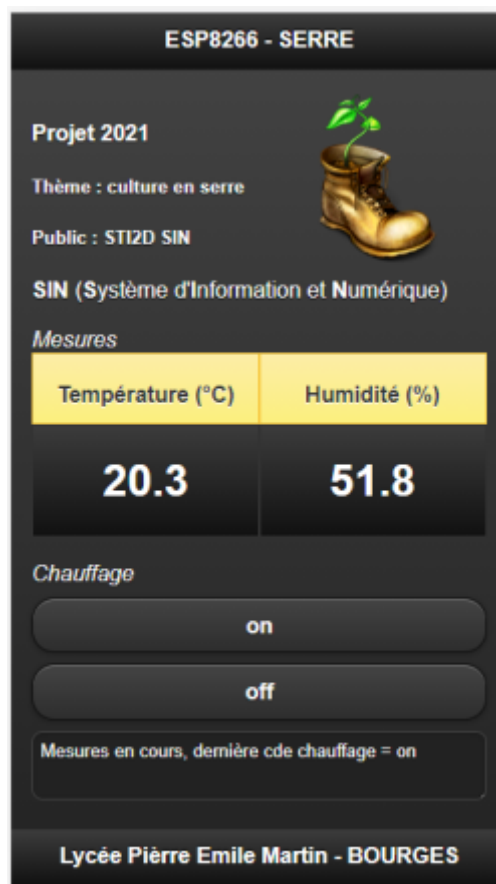 ESP8266 - SERRE
Projet 2021
Thème : culture en serre
Public : STI2D SIN
SIN (Système d'Information et Numérique)
Mesures
Température (°C) Humidité (%)
20.3 51.8
Chauffage
on
off
Mesures en cours, dernière cde chauffage = on
Lycée Pièrre Emile Martin - BOURGES